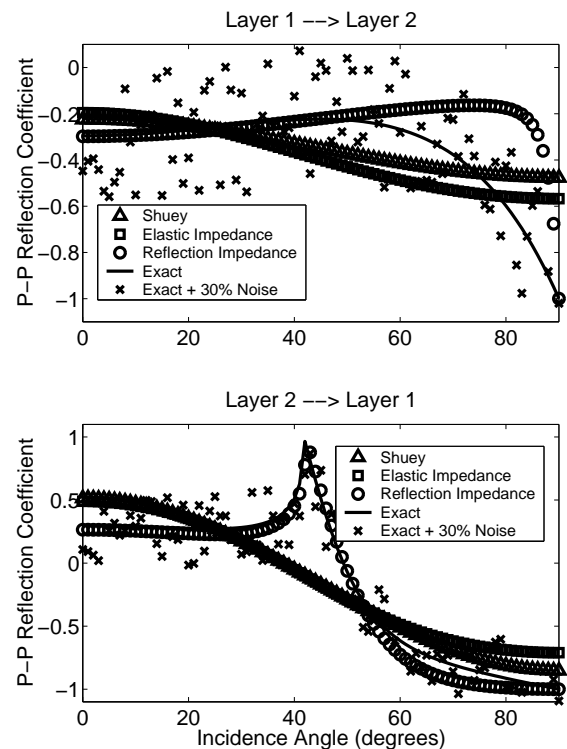 Layer 1 −−> Layer 2
P−P Reflection Coefficient
0
−0.2
−0.4
−0.6
−0.8
−1
Shuey
Elastic Impedance
Reflection Impedance
Exact
Exact + 30% Noise
0 20 40 60 80
Layer 2 −−> Layer 1
P−P Reflection Coefficient
1
0.5
0
−0.5
−1
Shuey
Elastic Impedance
Reflection Impedance
Exact
Exact + 30% Noise
0 20 40 60 80
Incidence Angle (degrees)